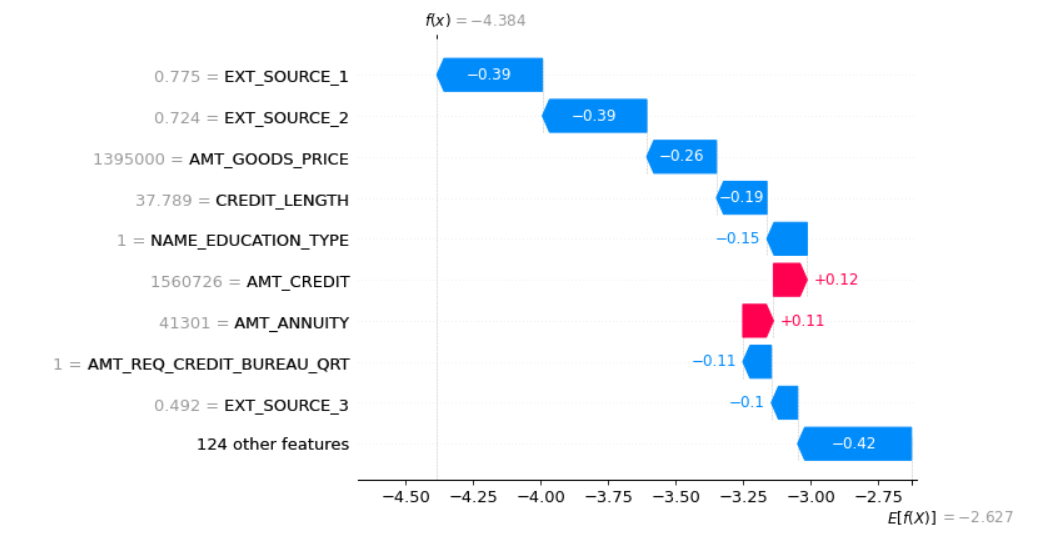 f(x) = −4.384
0.775 = EXT_SOURCE_1 −0.39
0.724 = EXT_SOURCE_2 −0.39
1395000 = AMT_GOODS_PRICE −0.26
37.789 = CREDIT_LENGTH −0.19
1 = NAME_EDUCATION_TYPE −0.15
1560726 = AMT_CREDIT +0.12
41301 = AMT_ANNUITY +0.11
1 = AMT_REQ_CREDIT_BUREAU_QRT −0.11
0.492 = EXT_SOURCE_3 −0.1
124 other features −0.42
−4.50 −4.25 −4.00 −3.75 −3.50 −3.25 −3.00 −2.75
E[f(X)] = −2.627